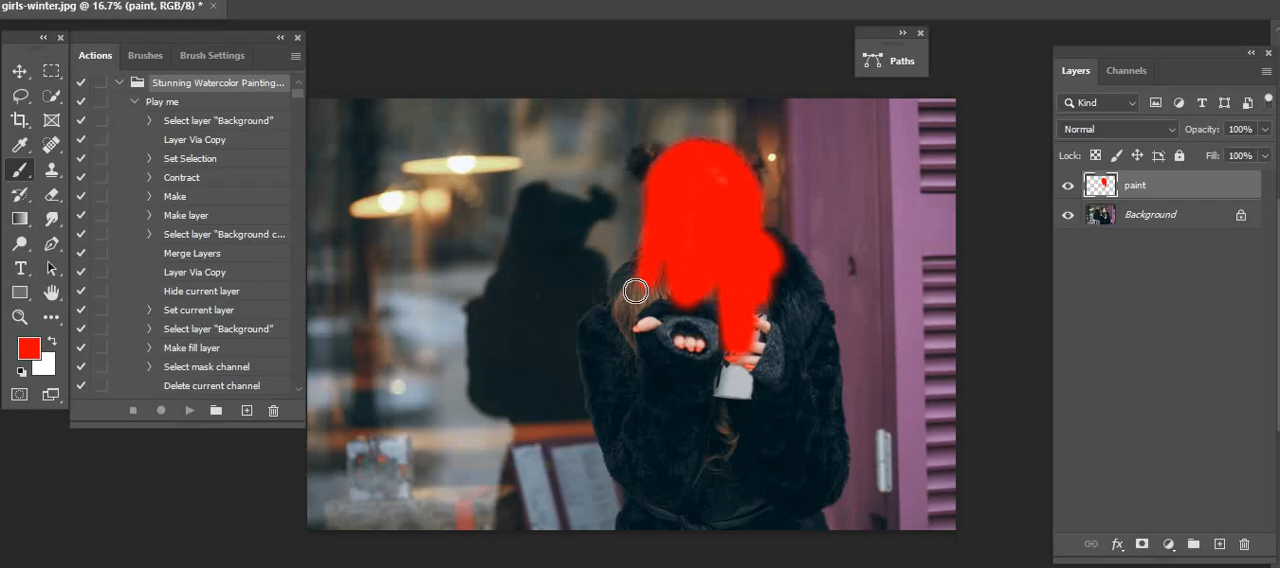 girls-winter.jpg @ 16.7% (paint, RGB/8) * ×
Actions Brushes Brush Settings
Stunning Watercolor Painting...
Play me
Select layer "Background"
Layer Via Copy
Set Selection
Contract
Make
Make layer
Select layer "Background c...
Merge Layers
Layer Via Copy
Hide current layer
Set current layer
Select layer "Background"
Make fill layer
Select mask channel
Delete current channel
Paths
Layers Channels
Kind
Normal Opacity: 100%
Lock: Fill: 100%
paint
Background